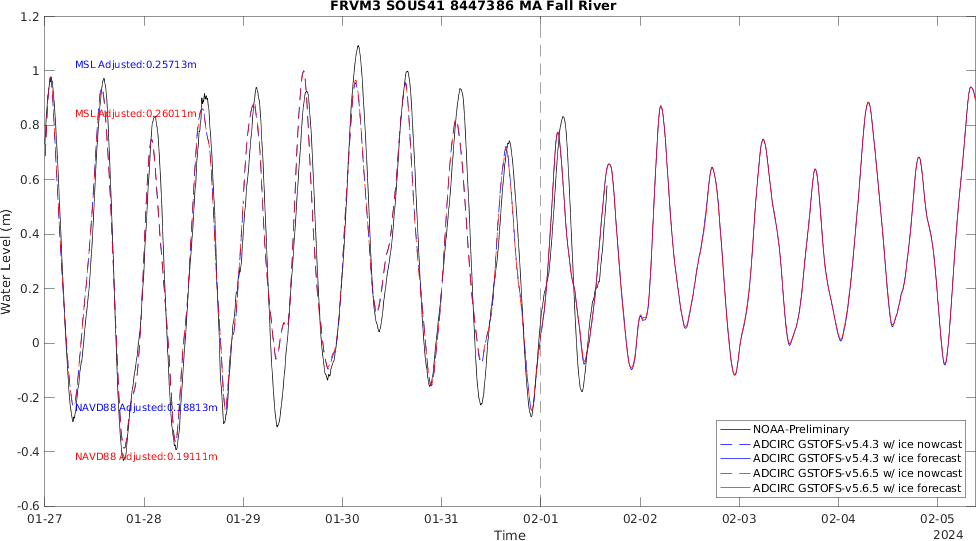 FRVM3 SOUS41 8447386 MA Fall River
1.2
1
0.8
0.6
0.4
0.2
0
-0.2
-0.4
-0.6
Water Level (m)
MSL Adjusted:0.25713m
MSL Adjusted:0.26011m
NAVD88 Adjusted:0.18813m
NAVD88 Adjusted:0.19111m
NOAA-Preliminary
ADCIRC GSTOFS-v5.4.3 w/ ice nowcast
ADCIRC GSTOFS-v5.4.3 w/ ice forecast
ADCIRC GSTOFS-v5.6.5 w/ ice nowcast
ADCIRC GSTOFS-v5.6.5 w/ ice forecast
01-27 01-28 01-29 01-30 01-31 02-01 02-02 02-03 02-04 02-05
Time
2024